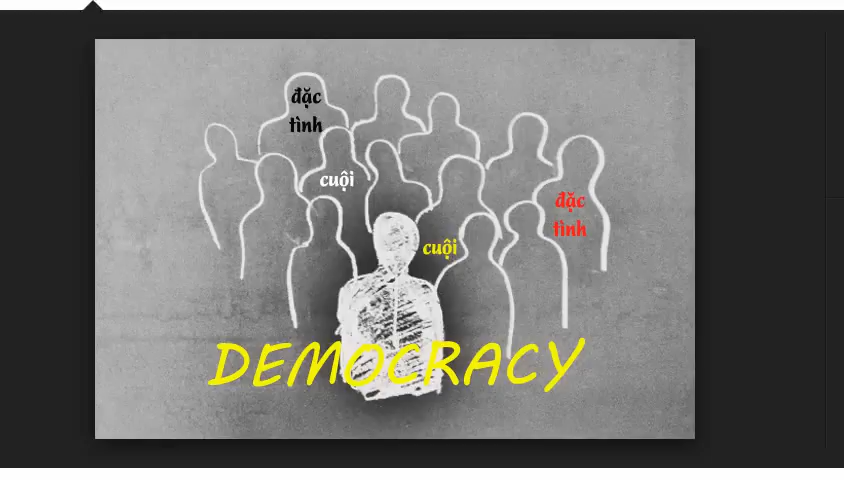 đặc
tình
cuội
đặc
tình
cuội
DEMOCRACY